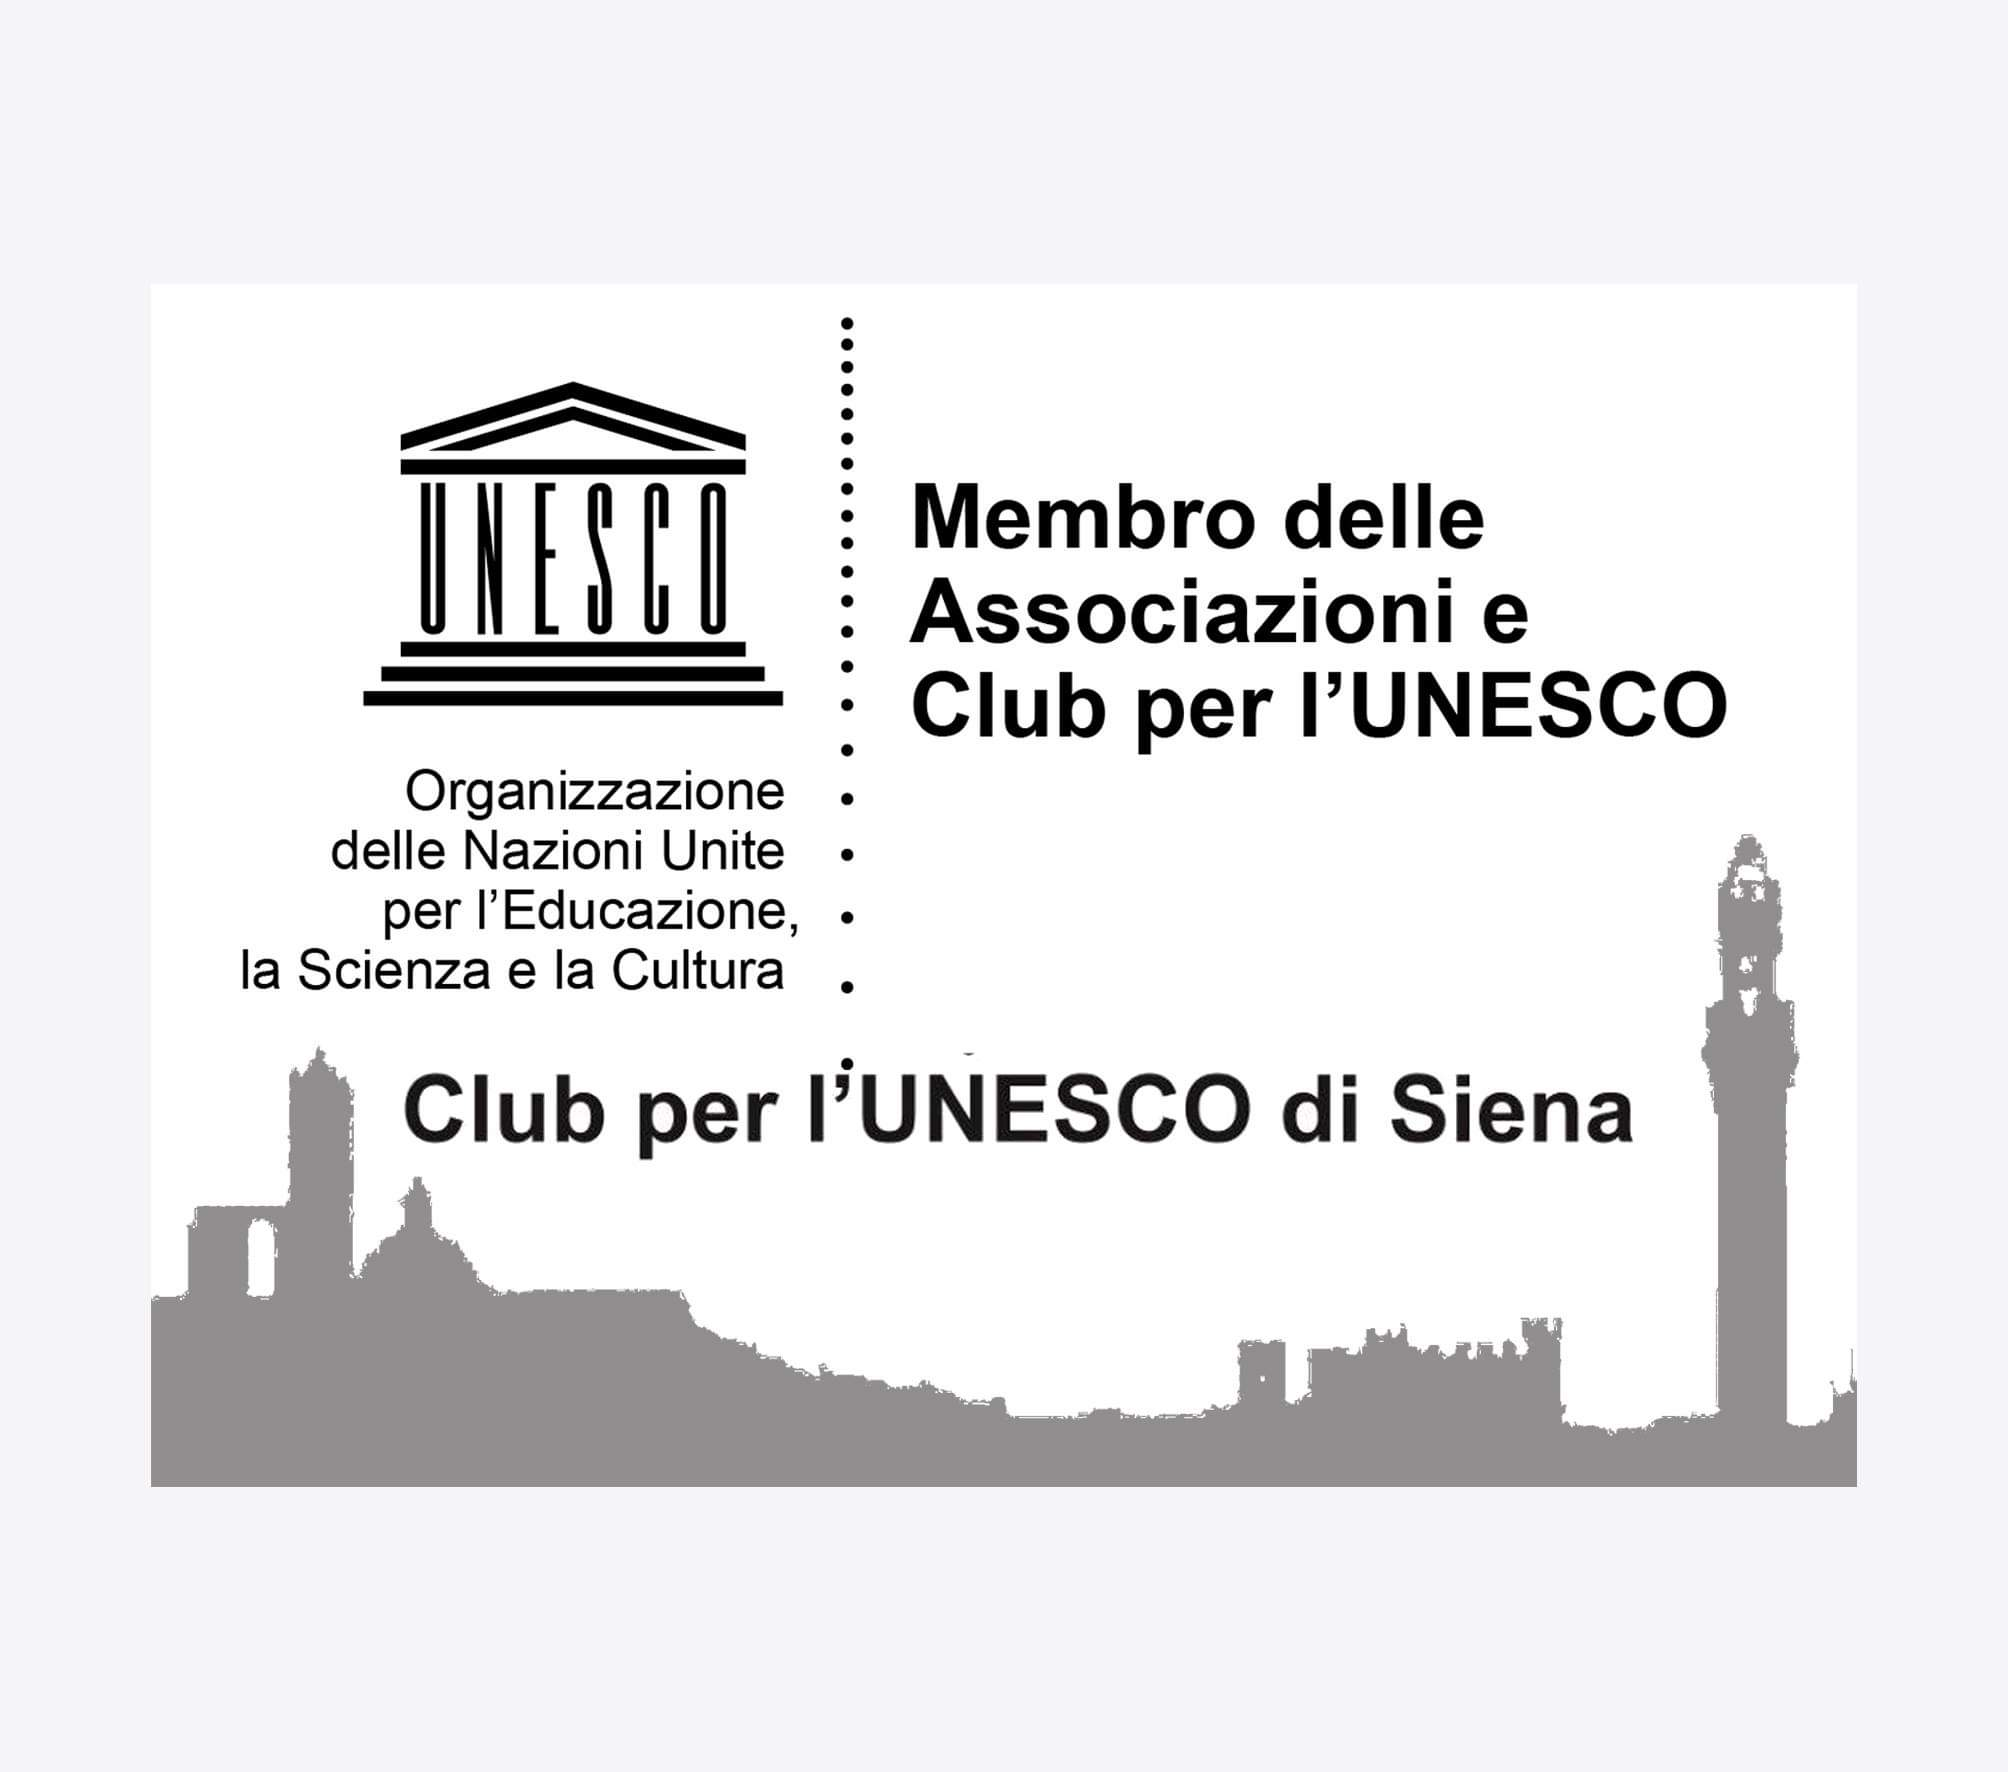 UNESCO
Organizzazione
delle Nazioni Unite
per l’Educazione,
la Scienza e la Cultura
Membro delle
Associazioni e
Club per l’UNESCO
Club per l’UNESCO di Siena